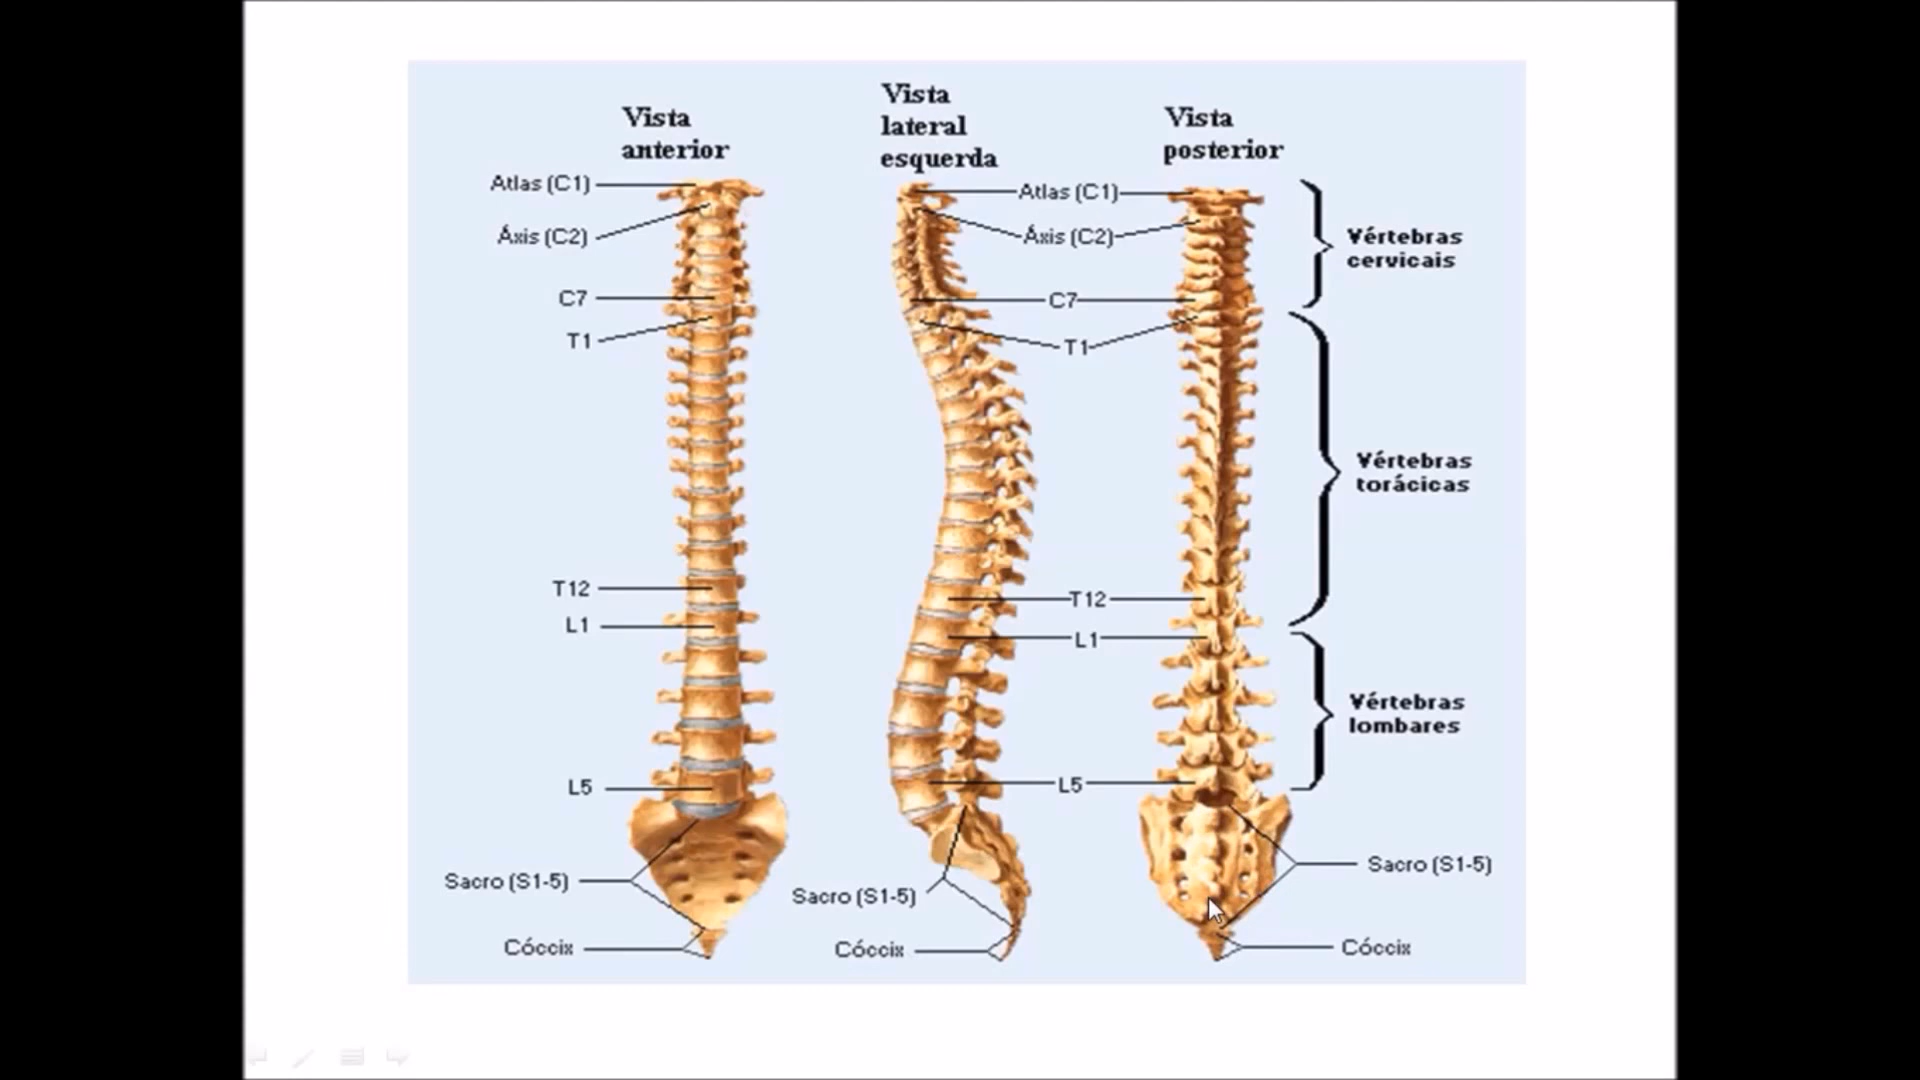 Vista
anterior
Vista
lateral
esquerda
Vista
posterior
Atlas (C1)
Áxis (C2)
C7
T1
T12
L1
L5
Sacro (S1-5)
Cóccix
Atlas (C1)
Áxis (C2)
C7
T1
T12
L1
L5
Sacro (S1-5)
Cóccix
Vértebras
cervicais
Vértebras
torácicas
Vértebras
lombares
Sacro (S1-5)
Cóccix